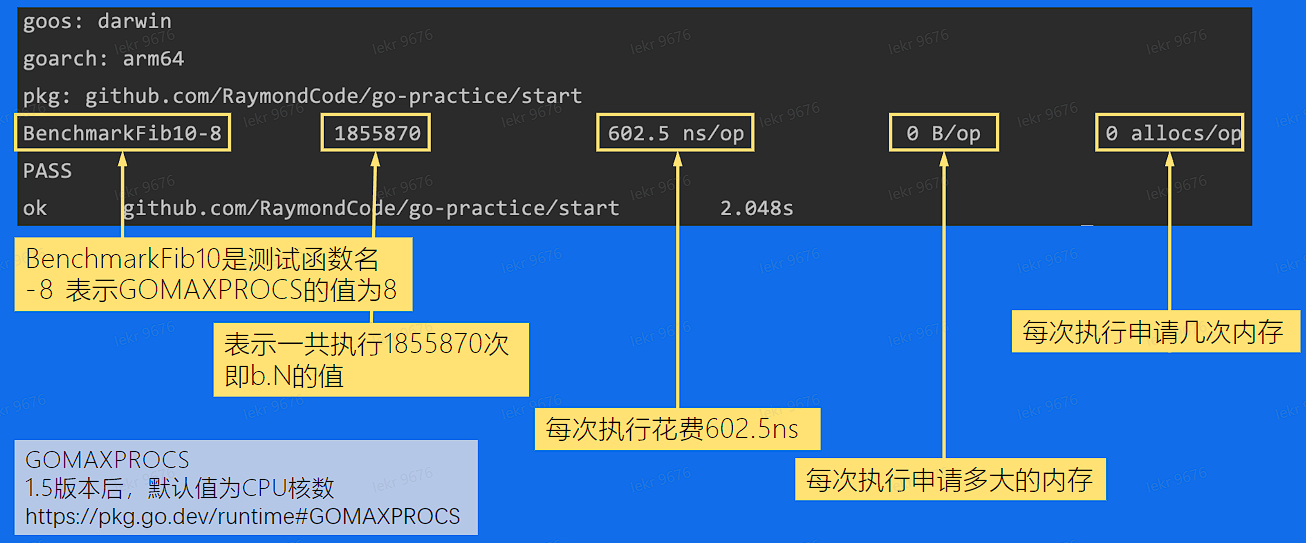 goos: darwin
goarch: arm64
pkg: github.com/RaymondCode/go-practice/start
BenchmarkFib10-8 1855870 602.5 ns/op 0 B/op 0 allocs/op
PASS
ok github.com/RaymondCode/go-practice/start 2.048s
BenchmarkFib10是测试函数名
-8 表示GOMAXPROCS的值为8
表示一共执行1855870次
即b.N的值
每次执行花费602.5ns
每次执行申请多大的内存
每次执行申请几次内存
GOMAXPROCS
1.5版本后，默认值为CPU核数
https://pkg.go.dev/runtime#GOMAXPROCS
lekr 9676